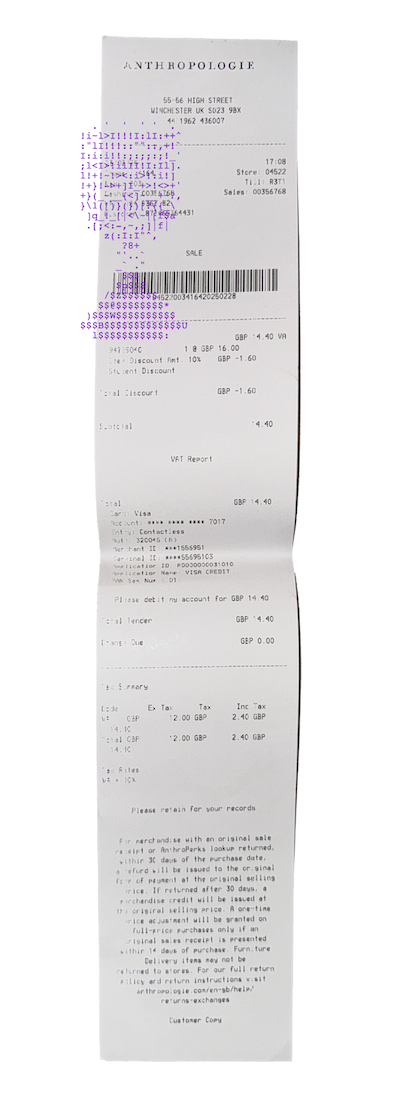 ANTHROPOLOGIE
55-56 HIGH STREET
WINCHESTER UK SO23 9BX
44 1962 436007
17:08
Store: 04522
Till: R3T1
Sales: 00356768
SALE
GBP 14.40 VA
1 @ GBP 16.00
User Discount Amt. 10% GBP -1.60
Student Discount
Total Discount GBP -1.60
Subtotal 14.40
VAT Report
Total GBP 14.40
Card: Visa
Account: **** **** **** 7017
Entry: Contactless
Auth: 320045 (R)
Merchant ID: ***1556951
Terminal ID: ****55695103
Application ID: A0000000031010
Application Name: VISA CREDIT
PAN Seq Num: 01
Please debit my account for GBP 14.40
Total Tender GBP 14.40
Change Due GBP 0.00
Tax Summary
Code Ex Tax Tax Inc Tax
GBP 12.00 GBP 2.40 GBP
14.40
Total GBP 12.00 GBP 2.40 GBP
14.40
Tax Rates
Please retain for your records
For merchandise with an original sale
receipt or AnthroPerks lookup returned,
within 30 days of the purchase date,
a refund will be issued to the original
form of payment at the original selling
price. If returned after 30 days, a
merchandise credit will be issued at
the original selling price. A one-time
price adjustment will be granted on
full-price purchases only if an
original sales receipt is presented
within 14 days of purchase. Furniture
Delivery items may not be
returned to stores. For our full return
policy and return instructions visit
anthropologie.com/en-gb/help/
returns-exchanges
Customer Copy